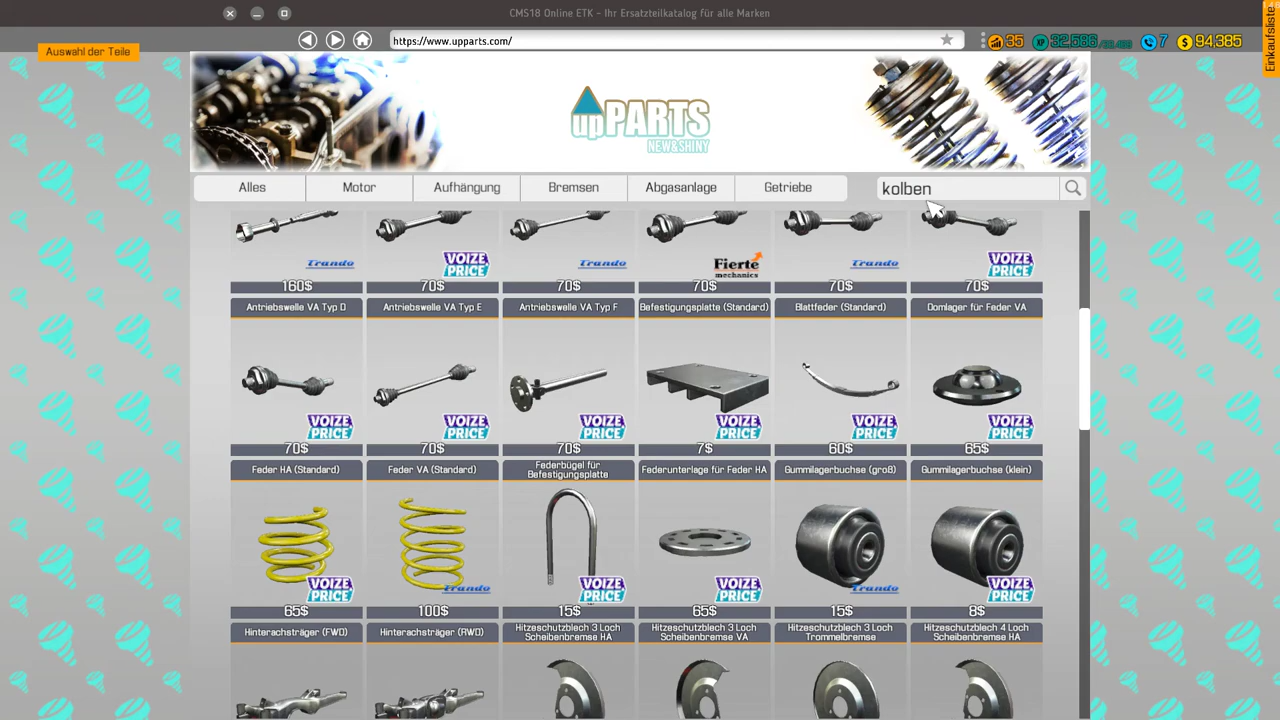 CMS18 Online ETK - Ihr Ersatzteilkatalog für alle Marken
https://www.upparts.com/
35
32,586
7
94,385
Einkaufsliste
Auswahl der Teile
upPARTS
NEW&SHINY
Alles
Motor
Aufhängung
Bremsen
Abgasanlage
Getriebe
kolben
Trando
VOIZE PRICE
Trando
Fierte mechanics
Trando
VOIZE PRICE
160$
70$
70$
70$
70$
70$
Antriebswelle VA Typ D
Antriebswelle VA Typ E
Antriebswelle VA Typ F
Befestigungsplatte (Standard)
Blattfeder (Standard)
Domlager für Feder VA
VOIZE PRICE
VOIZE PRICE
VOIZE PRICE
VOIZE PRICE
VOIZE PRICE
VOIZE PRICE
70$
70$
70$
7$
60$
65$
Feder HA (Standard)
Feder VA (Standard)
Federbügel für
Befestigungsplatte
Federunterlage für Feder HA
Gummilagerbuchse (groß)
Gummilagerbuchse (klein)
VOIZE PRICE
Trando
VOIZE PRICE
VOIZE PRICE
Trando
VOIZE PRICE
65$
100$
15$
65$
15$
8$
Hinterachsträger (FWD)
Hinterachsträger (RWD)
Hitzeschutzblech 3 Loch
Scheibenbremse HA
Hitzeschutzblech 3 Loch
Scheibenbremse VA
Hitzeschutzblech 3 Loch
Trommelbremse
Hitzeschutzblech 4 Loch
Scheibenbremse HA